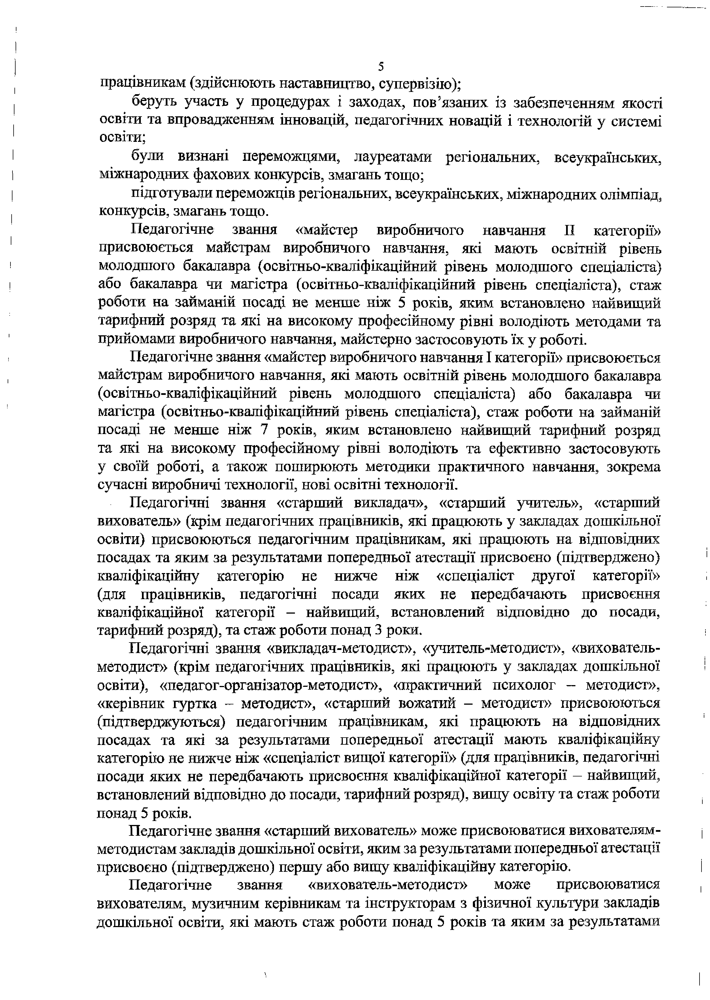 5
працівникам (здійснюють наставництво, супервізію);
беруть участь у процедурах і заходах, пов’язаних із забезпеченням якості
освіти та впровадженням інновацій, педагогічних новацій і технологій у системі
освіти;
були визнані переможцями, лауреатами регіональних, всеукраїнських,
міжнародних фахових конкурсів, змагань тощо;
підготували переможців регіональних, всеукраїнських, міжнародних олімпіад,
конкурсів, змагань тощо.
Педагогічне звання «майстер виробничого навчання II категорії»
присвоюється майстрам виробничого навчання, які мають освітній рівень
молодшого бакалавра (освітньо-кваліфікаційний рівень молодшого спеціаліста)
або бакалавра чи магістра (освітньо-кваліфікаційний рівень спеціаліста), стаж
роботи на займаній посаді не менше ніж 5 років, яким встановлено найвищий
тарифний розряд та які на високому професійному рівні володіють методами та
прийомами виробничого навчання, майстерно застосовують їх у роботі.
Педагогічне звання «майстер виробничого навчання I категорії» присвоюється
майстрам виробничого навчання, які мають освітній рівень молодшого бакалавра
(освітньо-кваліфікаційний рівень молодшого спеціаліста) або бакалавра чи
магістра (освітньо-кваліфікаційний рівень спеціаліста), стаж роботи на займаній
посаді не менше ніж 7 років, яким встановлено найвищий тарифний розряд
та які на високому професійному рівні володіють та ефективно застосовують
у своїй роботі, а також поширюють методики практичного навчання, зокрема
сучасні виробничі технології, нові освітні технології.
Педагогічні звання «старший викладач», «старший учитель», «старший
вихователь» (крім педагогічних працівників, які працюють у закладах дошкільної
освіти) присвоюються педагогічним працівникам, які працюють на відповідних
посадах та яким за результатами попередньої атестації присвоєно (підтверджено)
кваліфікаційну категорію не нижче ніж «спеціаліст другої категорії»
(для працівників, педагогічні посади яких не передбачають присвоєння
кваліфікаційної категорії – найвищий, встановлений відповідно до посади,
тарифний розряд), та стаж роботи понад 3 роки.
Педагогічні звання «викладач-методист», «учитель-методист», «вихователь-
методист» (крім педагогічних працівників, які працюють у закладах дошкільної
освіти), «педагог-організатор-методист», «практичний психолог – методист»,
«керівник гуртка – методист», «старший вожатий – методист» присвоюються
(підтверджуються) педагогічним працівникам, які працюють на відповідних
посадах та які за результатами попередньої атестації мають кваліфікаційну
категорію не нижче ніж «спеціаліст вищої категорії» (для працівників, педагогічні
посади яких не передбачають присвоєння кваліфікаційної категорії – найвищий,
встановлений відповідно до посади, тарифний розряд), вищу освіту та стаж роботи
понад 5 років.
Педагогічне звання «старший вихователь» може присвоюватися вихователям-
методистам закладів дошкільної освіти, яким за результатами попередньої атестації
присвоєно (підтверджено) першу або вищу кваліфікаційну категорію.
Педагогічне звання «вихователь-методист» може присвоюватися
вихователям, музичним керівникам та інструкторам з фізичної культури закладів
дошкільної освіти, які мають стаж роботи понад 5 років та яким за результатами